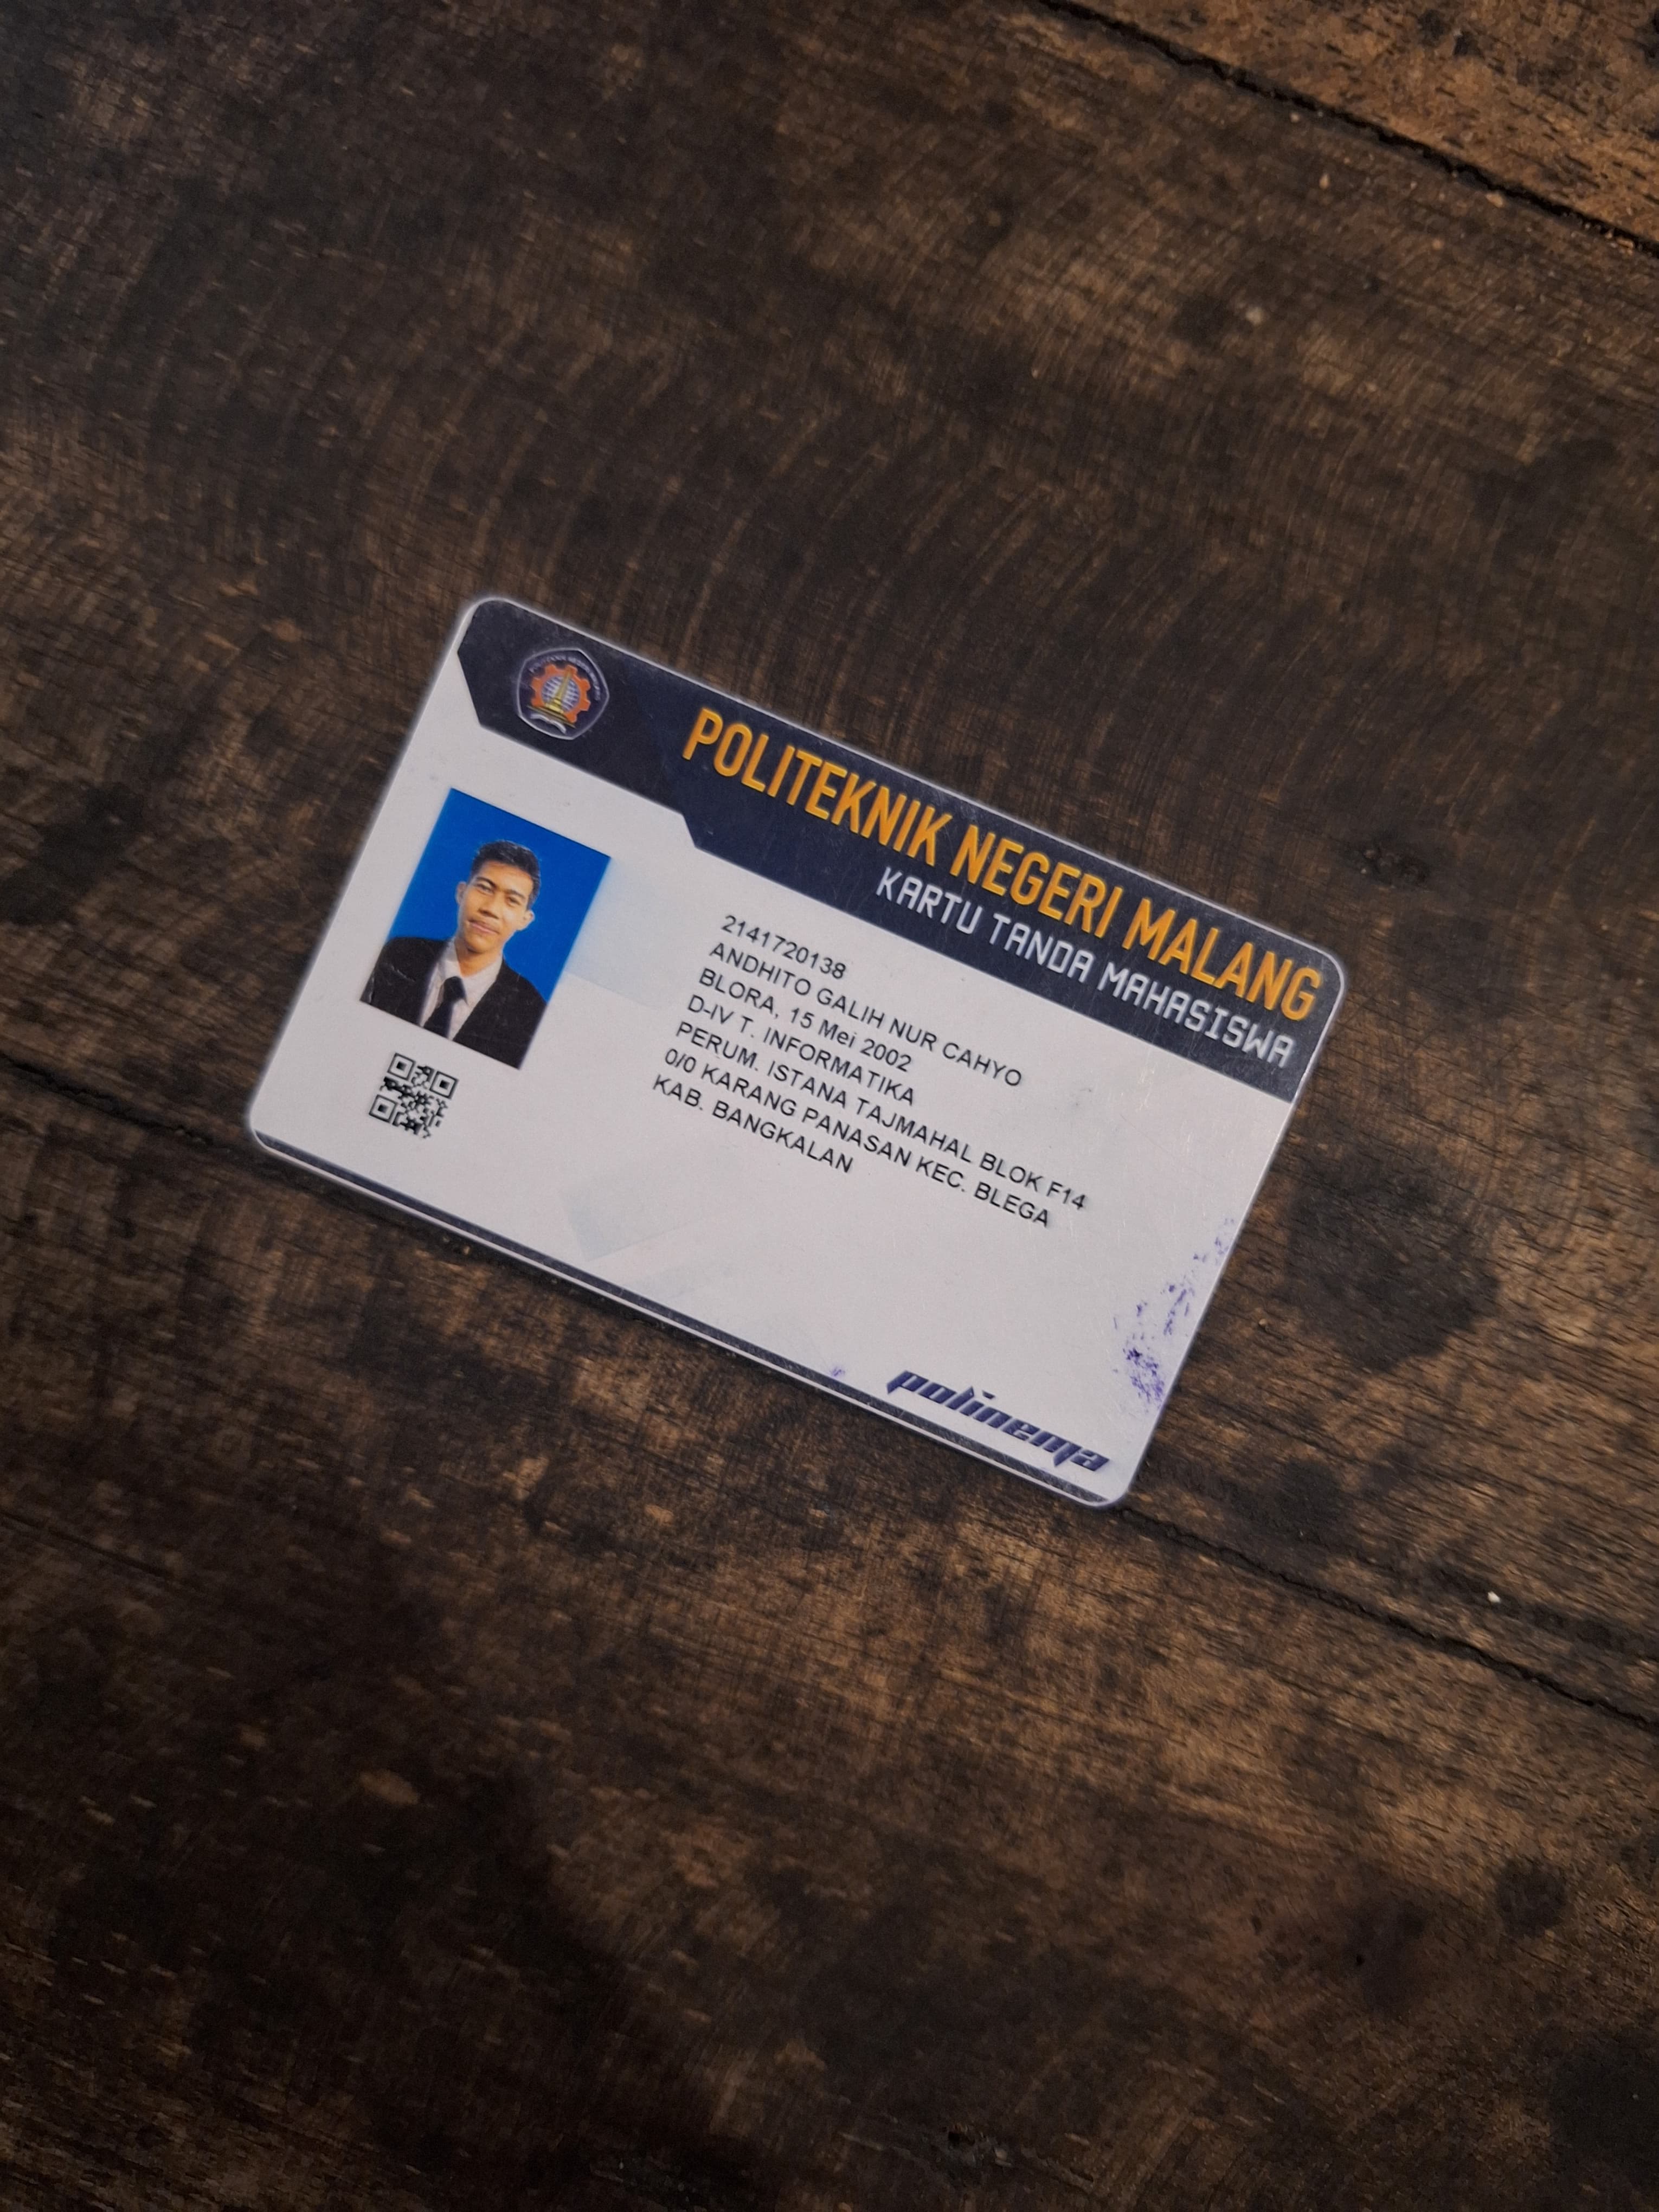 POLITEKNIK NEGERI MALANG
KARTU TANDA MAHASISWA
2141720138
ANDHITO GALIH NUR CAHYO
BLORA, 15 Mei 2002
D-IV T. INFORMATIKA
PERUM. ISTANA TAJMAHAL BLOK F14
0/0 KARANG PANASAN KEC. BLEGA
KAB. BANGKALAN
polinema